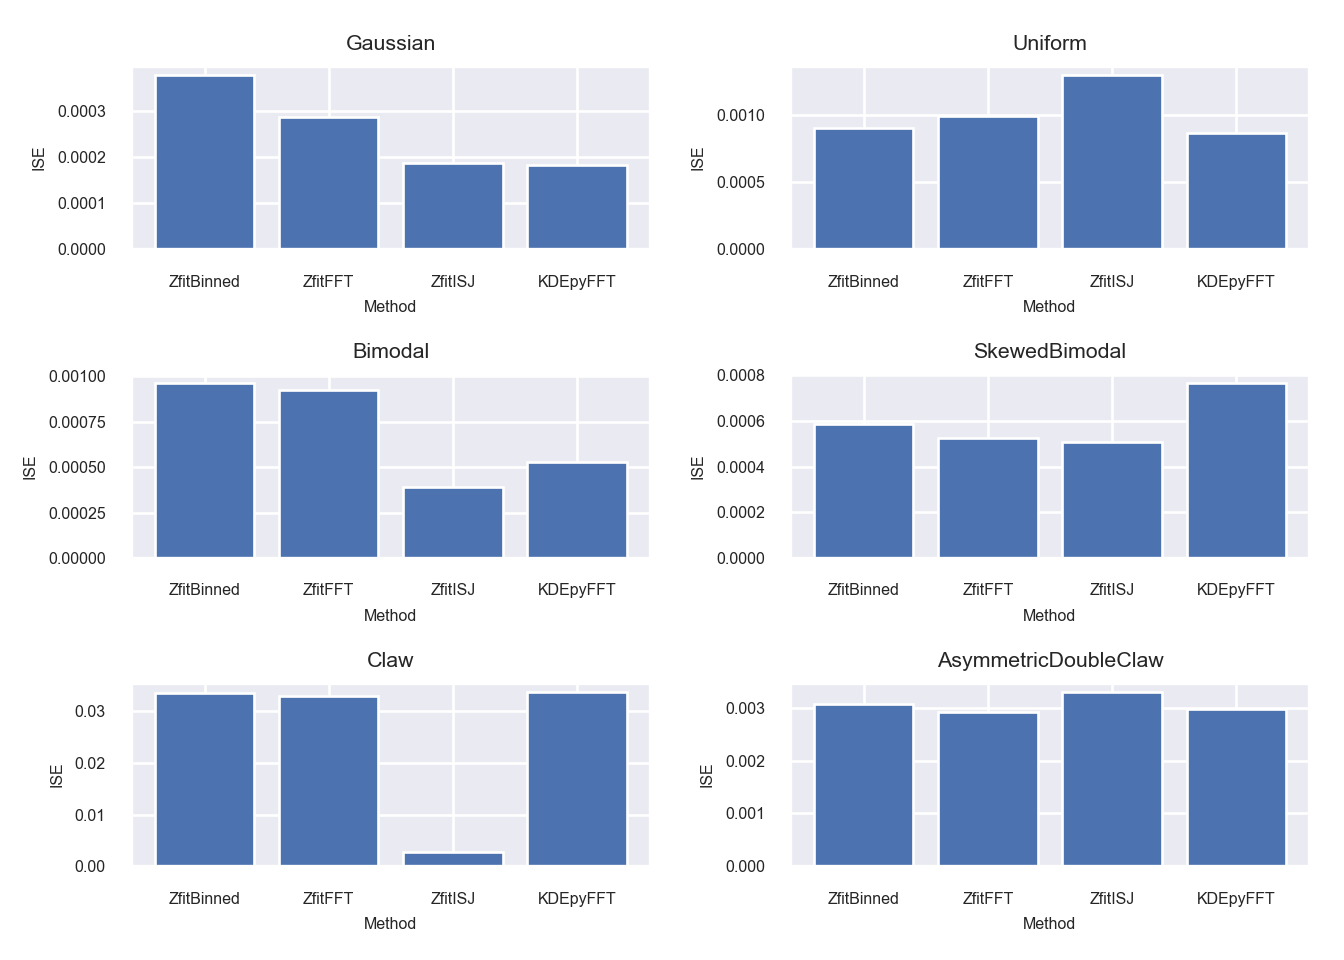 Gaussian
ISE
0.0003
0.0002
0.0001
0.0000
ZfitBinned ZfitFFT ZfitISJ KDEpyFFT
Method
Uniform
ISE
0.0010
0.0005
0.0000
ZfitBinned ZfitFFT ZfitISJ KDEpyFFT
Method
Bimodal
ISE
0.00100
0.00075
0.00050
0.00025
0.00000
ZfitBinned ZfitFFT ZfitISJ KDEpyFFT
Method
SkewedBimodal
ISE
0.0008
0.0006
0.0004
0.0002
0.0000
ZfitBinned ZfitFFT ZfitISJ KDEpyFFT
Method
Claw
ISE
0.03
0.02
0.01
0.00
ZfitBinned ZfitFFT ZfitISJ KDEpyFFT
Method
AsymmetricDoubleClaw
ISE
0.003
0.002
0.001
0.000
ZfitBinned ZfitFFT ZfitISJ KDEpyFFT
Method